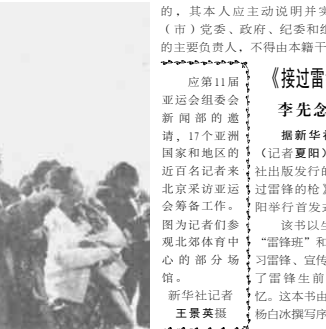 的，其本人应主动说明并实
（市）党委、政府、纪委和组
的主要负责人，不得由本籍干
应第11届
亚运会组委会
新闻部的邀
请，17个亚洲
国家和地区的
近百名记者来
北京采访亚运
会筹备工作。
图为记者们参
观北郊体育中
心的部分场
馆。
新华社记者
王景英摄
《接过雷
李先念
据新华社
（记者夏阳）
社出版发行的
过雷锋的枪》
阳举行首发式
该书以生
“雷锋班”和
习雷锋、宣传
了雷锋生前
忆。这本书由
杨白冰撰写序